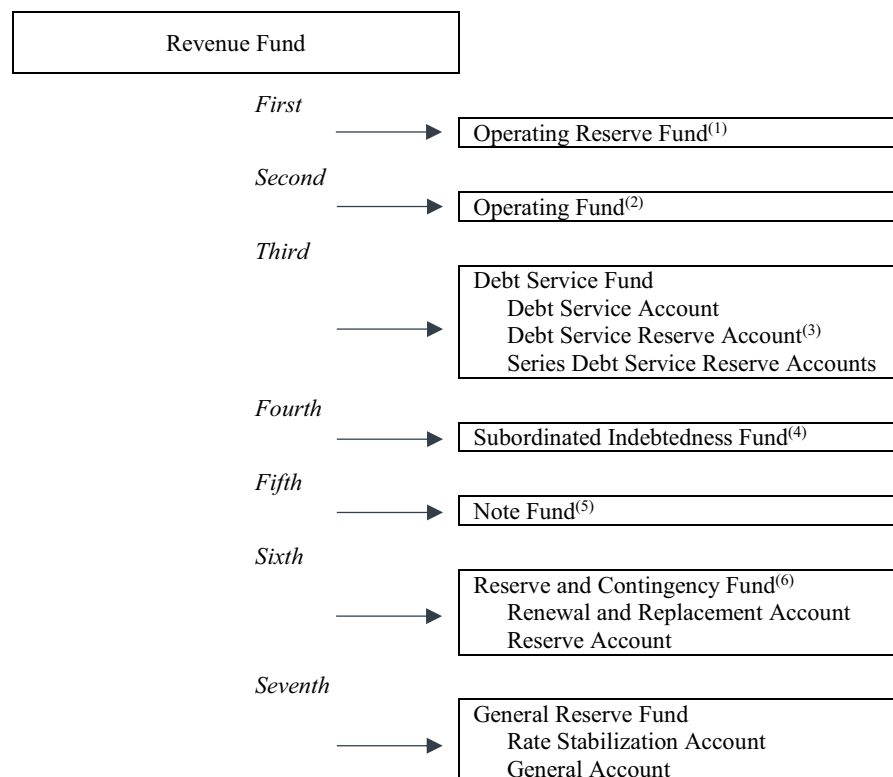 Revenue Fund
First
Operating Reserve Fund(1)
Second
Operating Fund(2)
Third
Debt Service Fund
Debt Service Account
Debt Service Reserve Account(3)
Series Debt Service Reserve Accounts
Fourth
Subordinated Indebtedness Fund(4)
Fifth
Note Fund(5)
Sixth
Reserve and Contingency Fund(6)
Renewal and Replacement Account
Reserve Account
Seventh
General Reserve Fund
Rate Stabilization Account
General Account